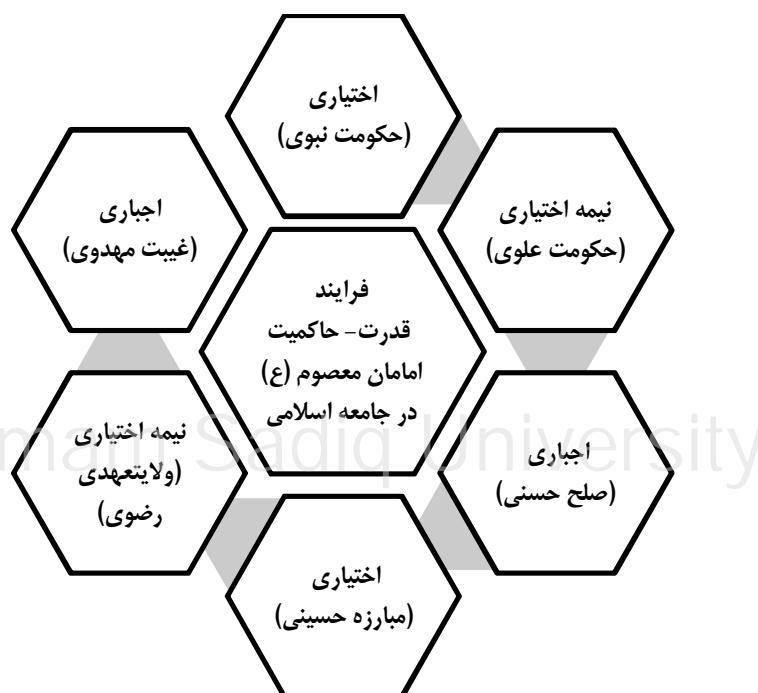 اختیاری
(حکومت نبوی)
نیمه اختیاری
(حکومت علوی)
اجباری
(صلح حسنی)
اختیاری
(مبارزه حسینی)
نیمه اختیاری
(ولایتعهدی
رضوی)
اجباری
(غیبت مهدوی)
فرایند
قدرت- حاکمیت
امامان معصوم (ع)
در جامعه اسلامی
mam Sadiq University